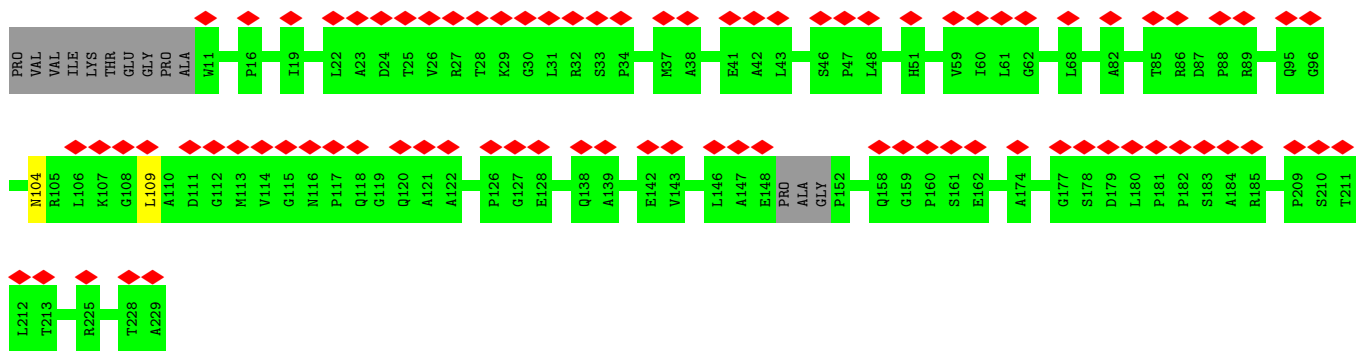 PRO VAL VAL ILE LYS THR GLU GLY PRO ALA W11 P16 I19 L22 A23 D24 T25 V26 R27 T28 K29 G30 L31 R32 S33 P34 M37 A38 E41 A42 L43 S46 P47 L48 H51 V59 I60 L61 G62 L68 A82 T85 R86 D87 P88 R89 Q95 G96
N104 R105 L106 K107 G108 L109 A110 D111 G112 M113 V114 G115 N116 P117 Q118 G119 Q120 A121 A122 P126 G127 E128 Q138 A139 E142 V143 L146 A147 E148 PRO ALA GLY P152 Q158 G159 P160 S161 E162 A174 G177 S178 D179 L180 P181 P182 S183 A184 R185 P209 S210 T211
L212 T213 R225 T228 A229